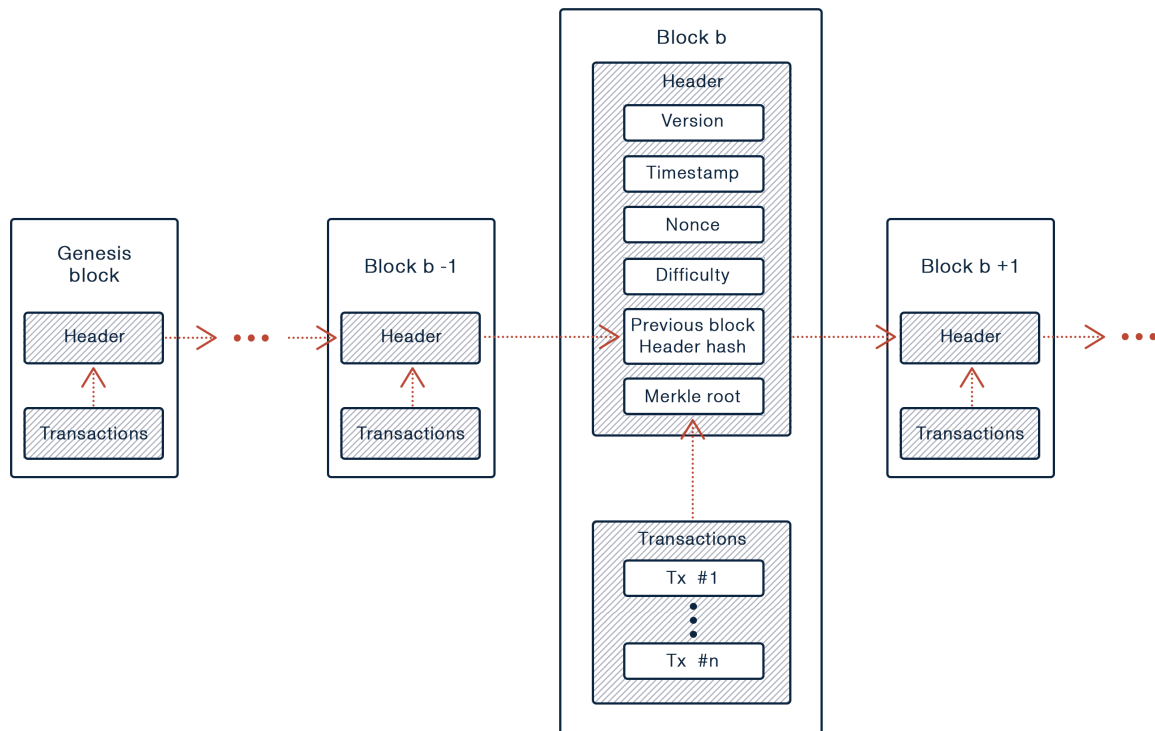 Genesis
block
Header
Transactions
Block b -1
Header
Transactions
Block b
Header
Version
Timestamp
Nonce
Difficulty
Previous block
Header hash
Merkle root
Transactions
Tx #1
Tx #n
Block b +1
Header
Transactions